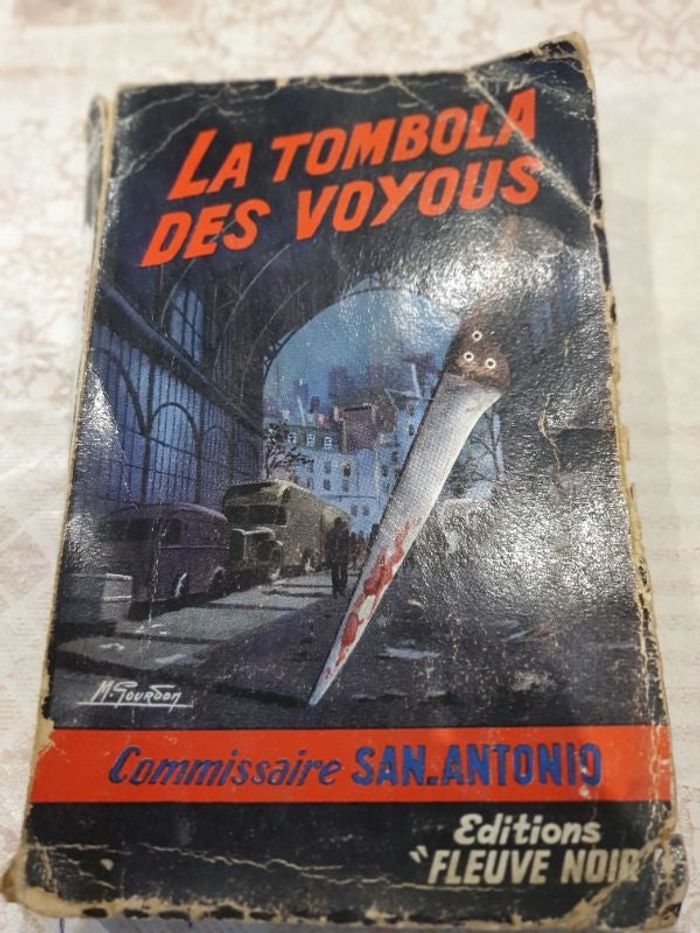 LA TOMBOLA
DES VOYOUS
M. GOURDON
Commissaire SAN.ANTONIO
Editions
"FLEUVE NOIR"